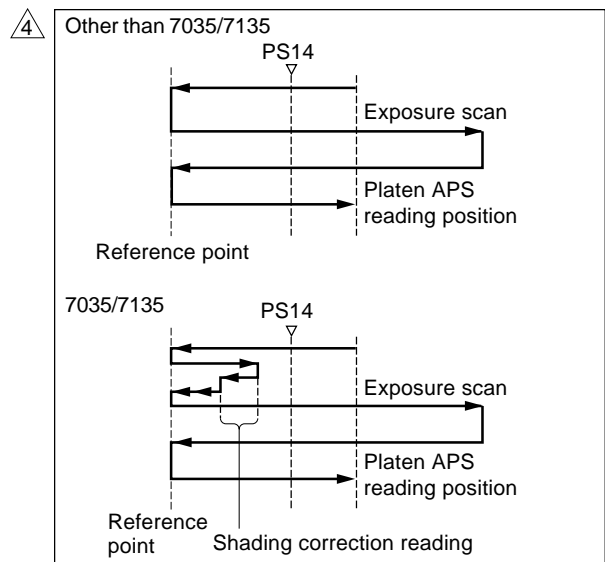 4
Other than 7035/7135
PS14
Exposure scan
Platen APS
reading position
Reference point
7035/7135
PS14
Exposure scan
Platen APS
reading position
Reference
point
Shading correction reading